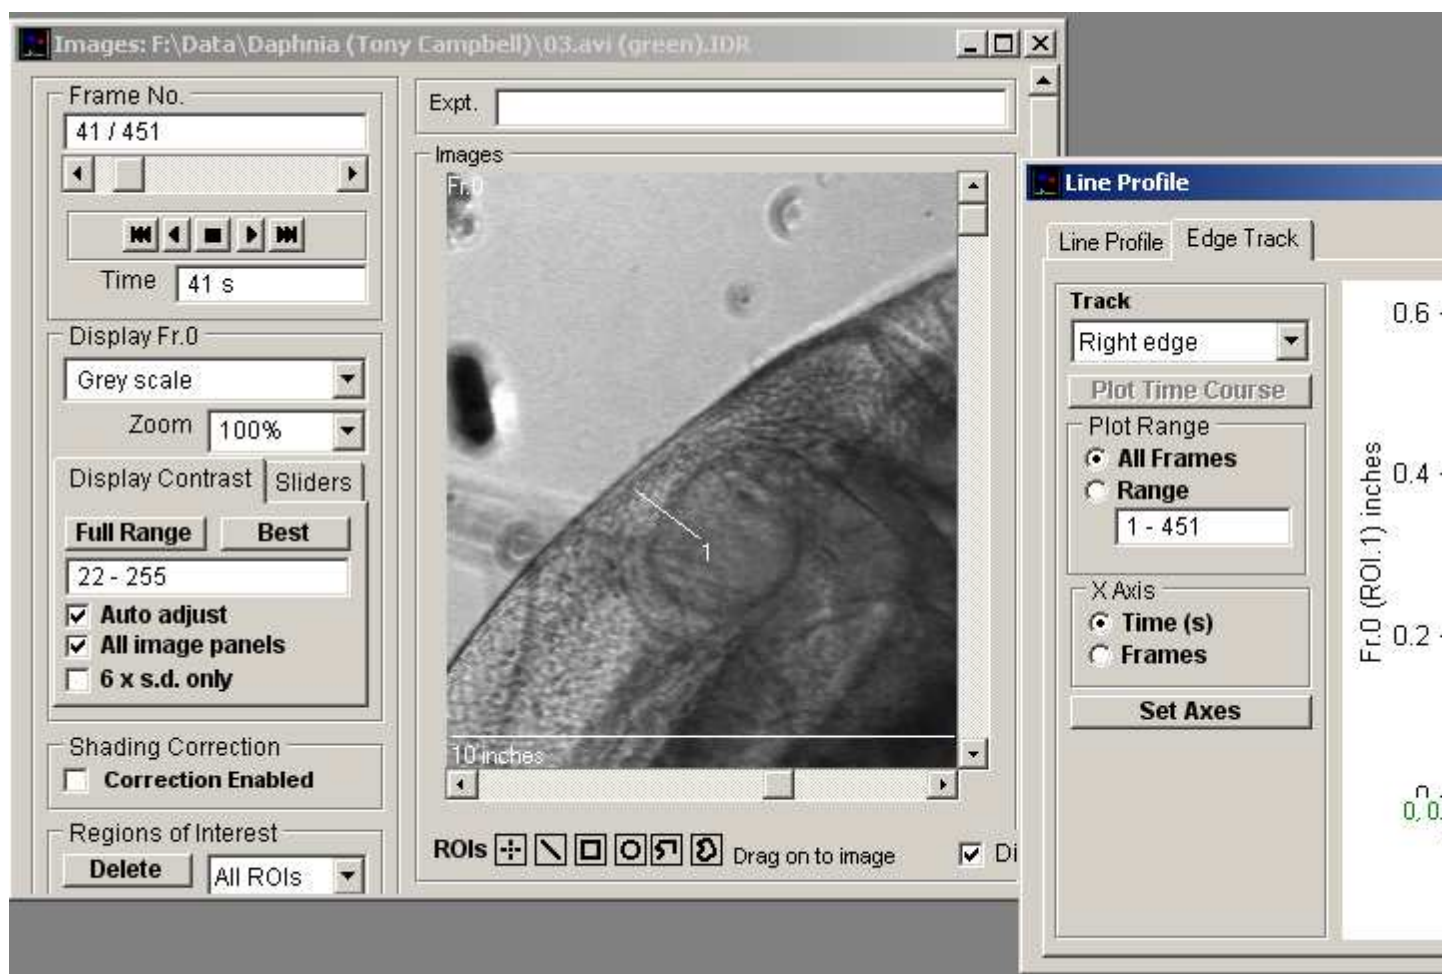 Images: F:\Data\Daphnia (Tony Campbell)\03.avi (green).IDR
Frame No.
41 / 451
Time 41 s
Display Fr.0
Grey scale
Zoom 100%
Display Contrast Sliders
Full Range Best
22 - 255
Auto adjust
All image panels
6 x s.d. only
Shading Correction
Correction Enabled
Regions of Interest
Delete All ROIs
Expt.
Images
Fr.0
1
10 inches
ROIs Drag on to image Di
Line Profile
Line Profile Edge Track
Track
Right edge
Plot Time Course
Plot Range
All Frames
Range
1 - 451
X Axis
Time (s)
Frames
Set Axes
Fr.0 (ROI.1) inches
0.6
0.4
0.2
0
0, 0.